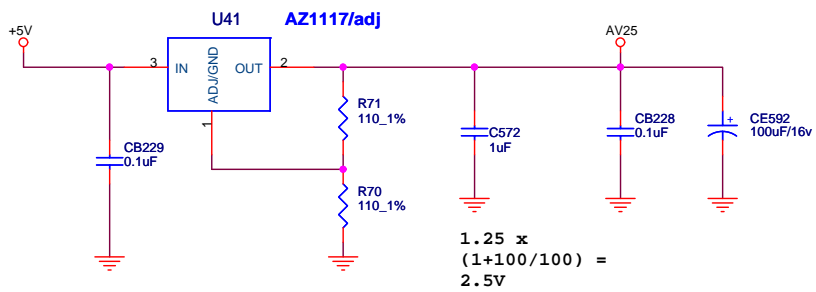 U41 AZ1117/adj
+5V
AV25
3 IN OUT 2
ADJ/GND
1
R71
110_1%
CB229
0.1uF
C572
1uF
CB228
0.1uF
+
CE592
100uF/16v
R70
110_1%
1.25 x
(1+100/100) =
2.5V